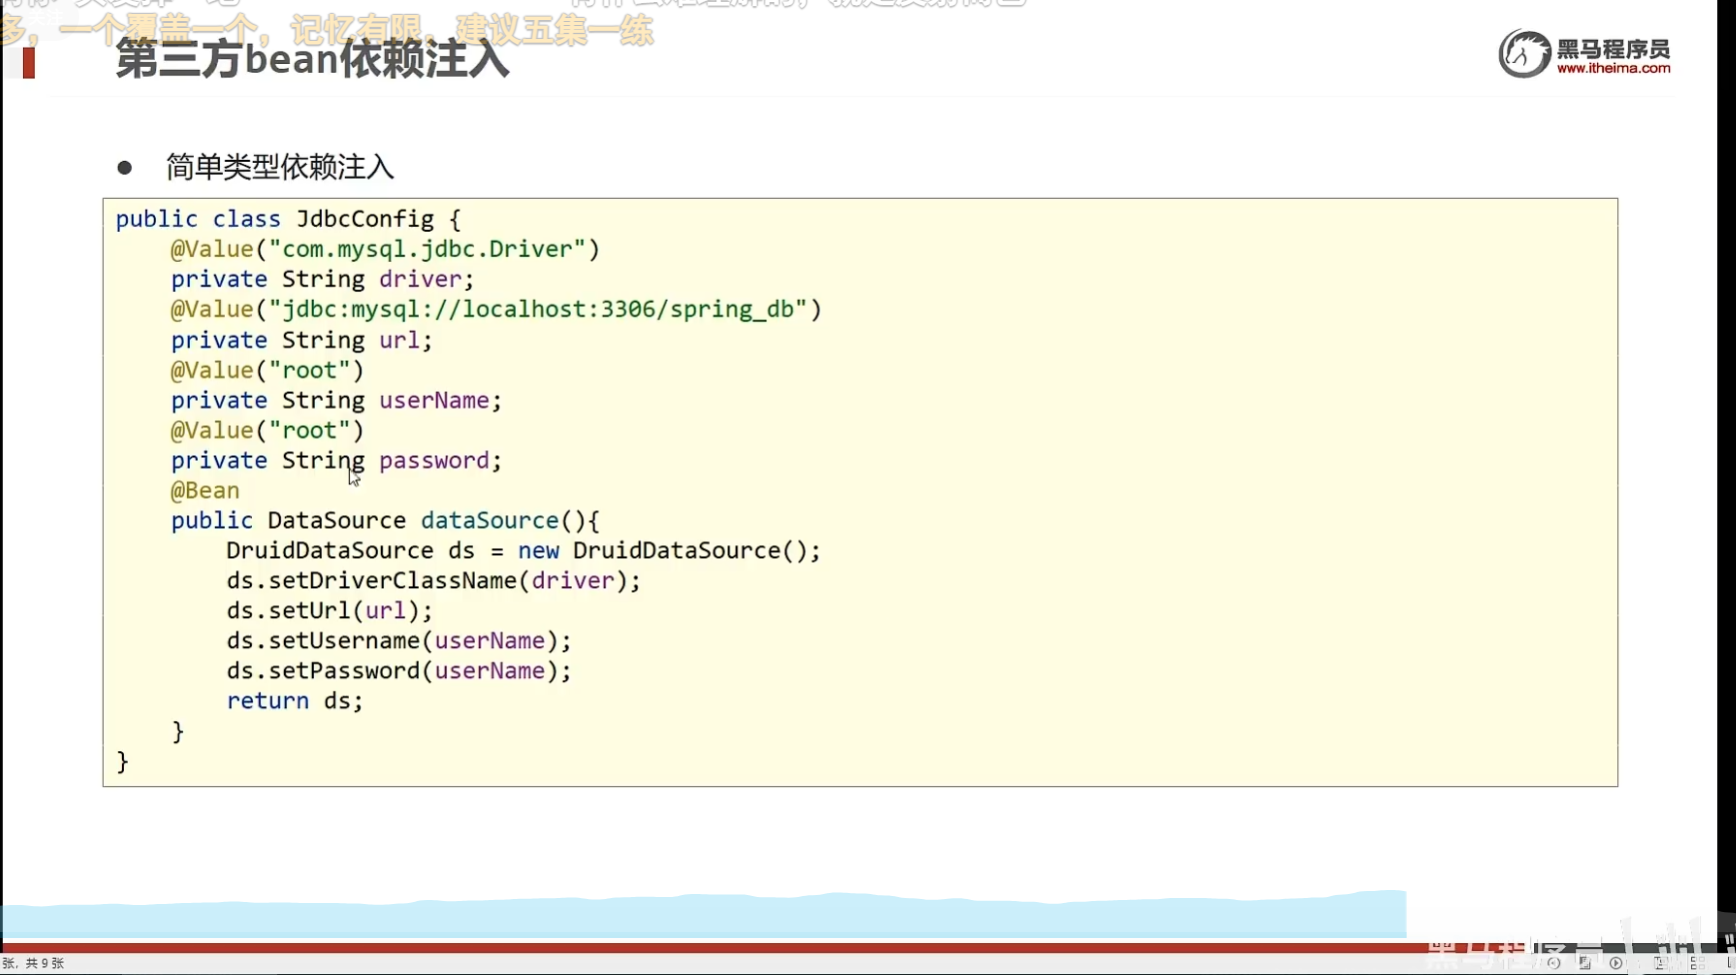 多，一个覆盖一个，记忆有限，建议五集一练
第三方bean依赖注入
黑马程序员
www.itheima.com
● 简单类型依赖注入
public class JdbcConfig {
    @Value("com.mysql.jdbc.Driver")
    private String driver;
    @Value("jdbc:mysql://localhost:3306/spring_db")
    private String url;
    @Value("root")
    private String userName;
    @Value("root")
    private String password;
    @Bean
    public DataSource dataSource(){
        DruidDataSource ds = new DruidDataSource();
        ds.setDriverClassName(driver);
        ds.setUrl(url);
        ds.setUsername(userName);
        ds.setPassword(userName);
        return ds;
    }
}
黑马程序员
张，共 9 张